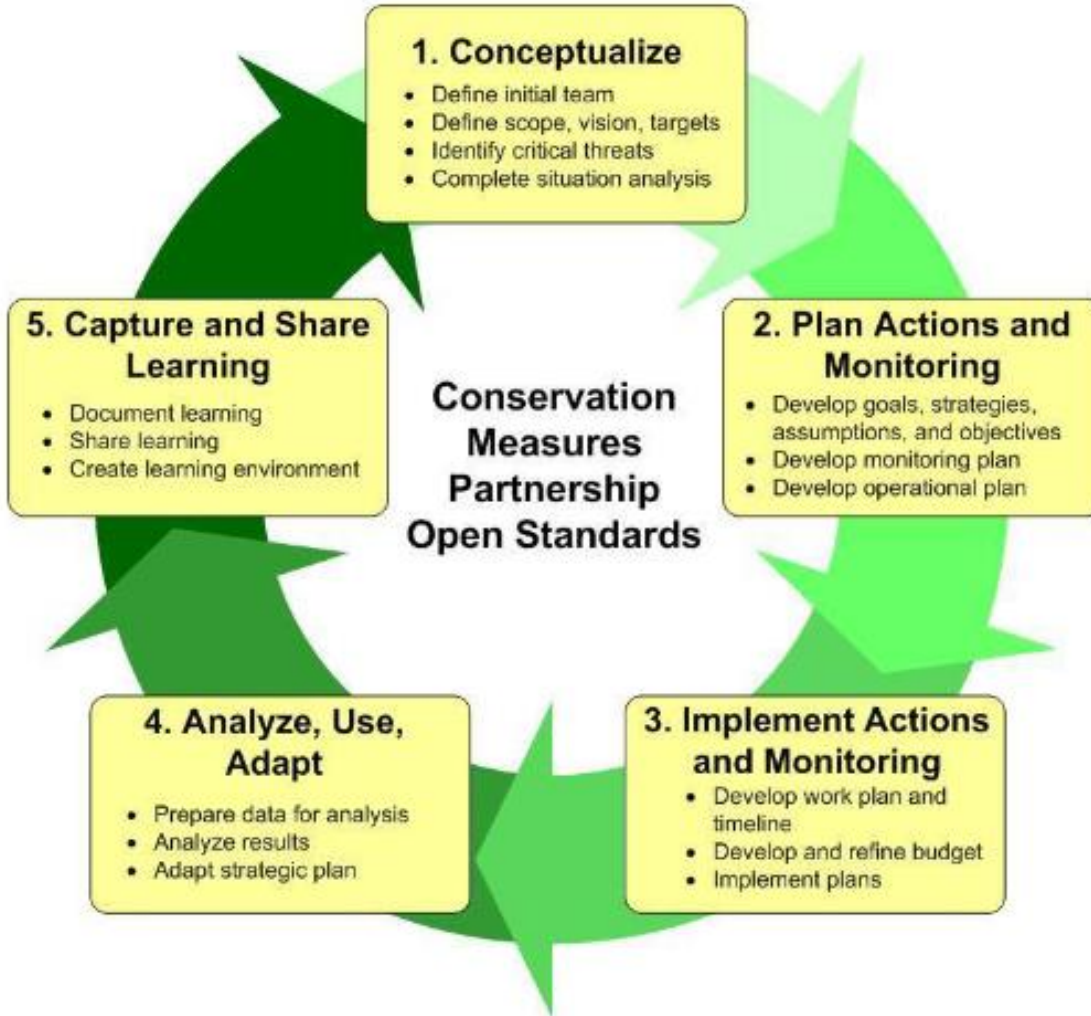 1. Conceptualize
• Define initial team
• Define scope, vision, targets
• Identify critical threats
• Complete situation analysis
2. Plan Actions and
Monitoring
• Develop goals, strategies,
assumptions, and objectives
• Develop monitoring plan
• Develop operational plan
3. Implement Actions
and Monitoring
• Develop work plan and
timeline
• Develop and refine budget
• Implement plans
4. Analyze, Use,
Adapt
• Prepare data for analysis
• Analyze results
• Adapt strategic plan
5. Capture and Share
Learning
• Document learning
• Share learning
• Create learning environment
Conservation
Measures
Partnership
Open Standards